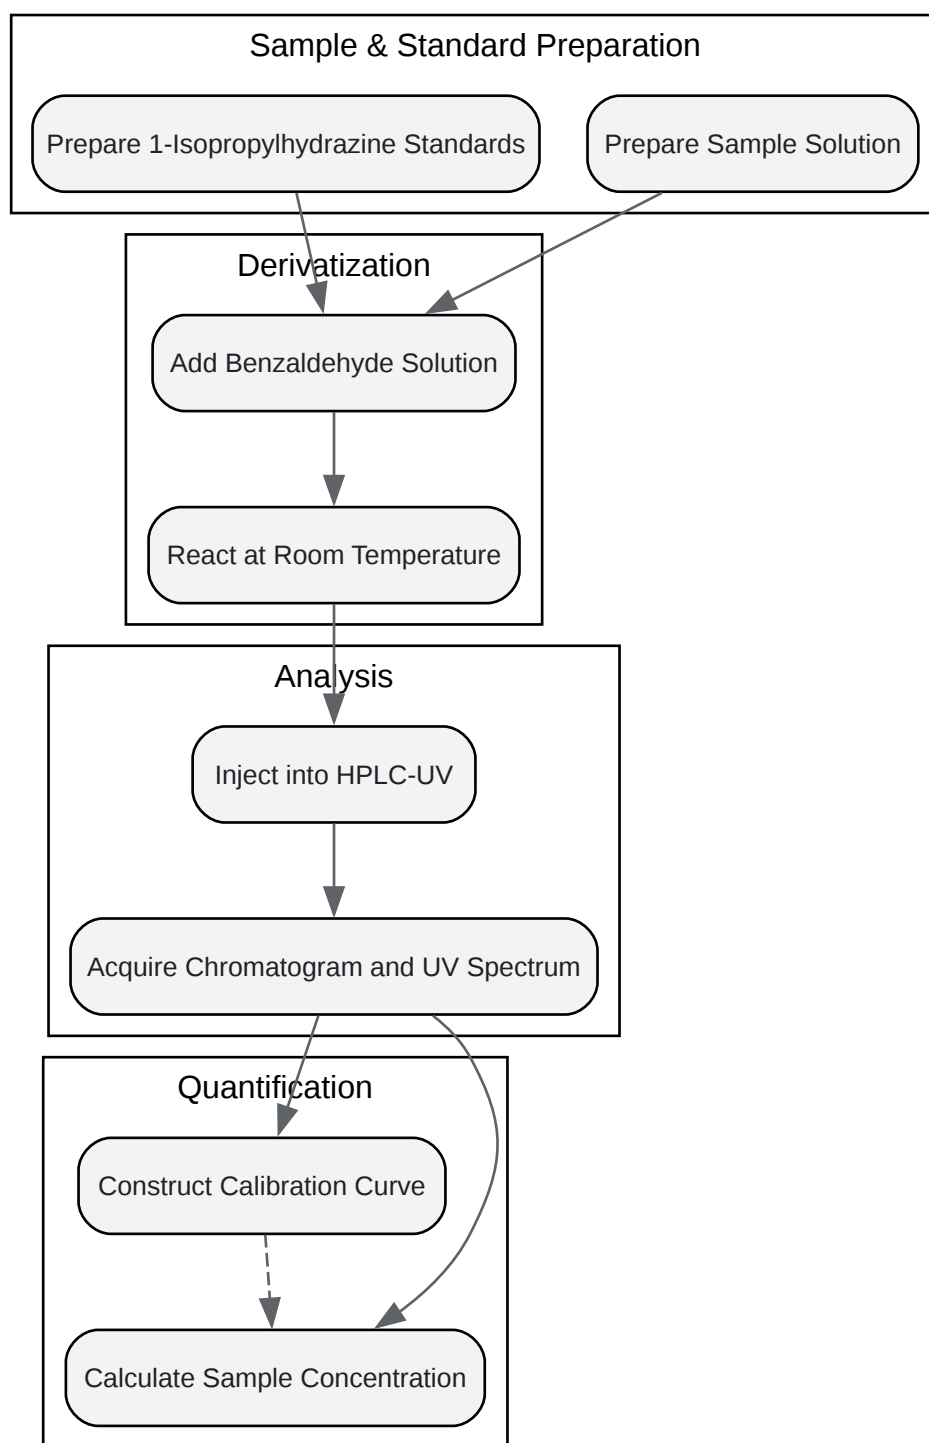 Sample & Standard Preparation
Prepare 1-Isopropylhydrazine Standards
Prepare Sample Solution
Derivatization
Add Benzaldehyde Solution
React at Room Temperature
Analysis
Inject into HPLC-UV
Acquire Chromatogram and UV Spectrum
Quantification
Construct Calibration Curve
Calculate Sample Concentration